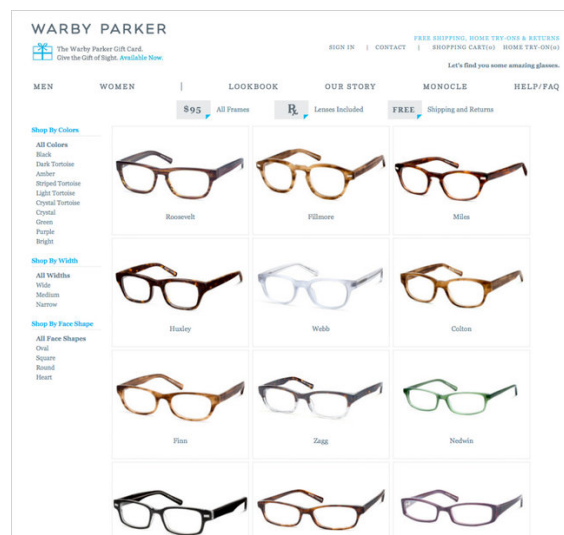 WARBY PARKER
The Warby Parker Gift Card.
Give the Gift of Sight. Available Now.
FREE SHIPPING, HOME TRY-ONS & RETURNS
SIGN IN | CONTACT | SHOPPING CART(0) HOME TRY-ON(0)
Let's find you some amazing glasses.
MEN WOMEN | LOOKBOOK OUR STORY MONOCLE HELP/FAQ
$95 All Frames Rx Lenses Included FREE Shipping and Returns
Shop By Colors
All Colors
Black
Dark Tortoise
Amber
Striped Tortoise
Light Tortoise
Crystal Tortoise
Crystal
Green
Purple
Bright
Shop By Width
All Widths
Wide
Medium
Narrow
Shop By Face Shape
All Face Shapes
Oval
Square
Round
Heart
Roosevelt Fillmore Miles
Huxley Webb Colton
Finn Zagg Nedwin